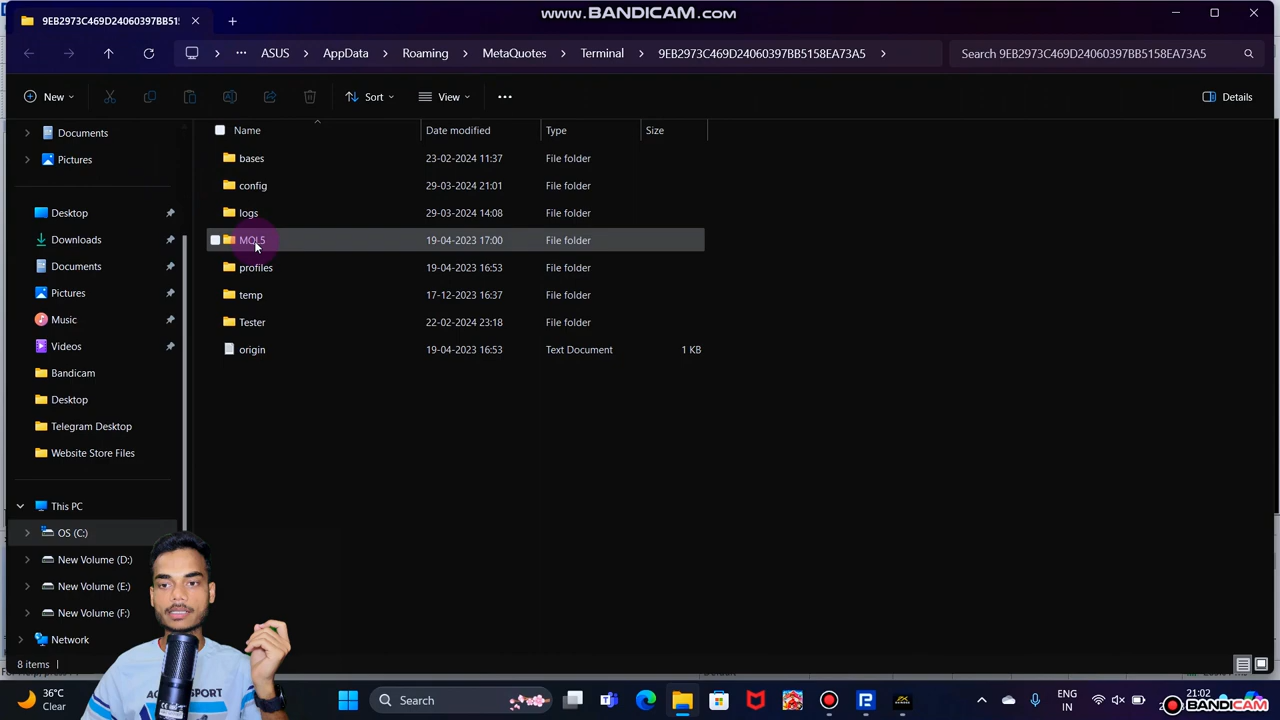 9EB2973C469D24060397BB51!
www.BANDICAM.com
ASUS > AppData > Roaming > MetaQuotes > Terminal > 9EB2973C469D24060397BB5158EA73A5
Search 9EB2973C469D24060397BB5158EA73A5
New Sort View ... Details
Name Date modified Type Size
Documents
Pictures
Desktop
Downloads
Documents
Pictures
Music
Videos
Bandicam
Desktop
Telegram Desktop
Website Store Files
This PC
OS (C:)
New Volume (D:)
New Volume (E:)
New Volume (F:)
Network
bases 23-02-2024 11:37 File folder
config 29-03-2024 21:01 File folder
logs 29-03-2024 14:08 File folder
MQL5 19-04-2023 17:00 File folder
profiles 19-04-2023 16:53 File folder
temp 17-12-2023 16:37 File folder
Tester 22-02-2024 23:18 File folder
origin 19-04-2023 16:53 Text Document 1 KB
8 items
36°C
Clear
Search
ENG
IN
21:02
BANDICAM